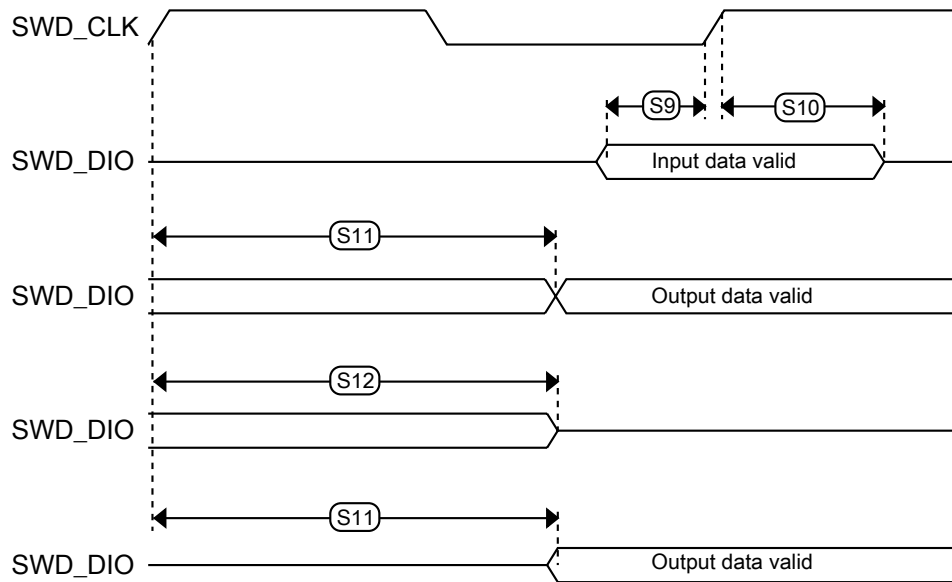 SWD_CLK
S9
S10
SWD_DIO
Input data valid
S11
SWD_DIO
Output data valid
S12
SWD_DIO
S11
SWD_DIO
Output data valid